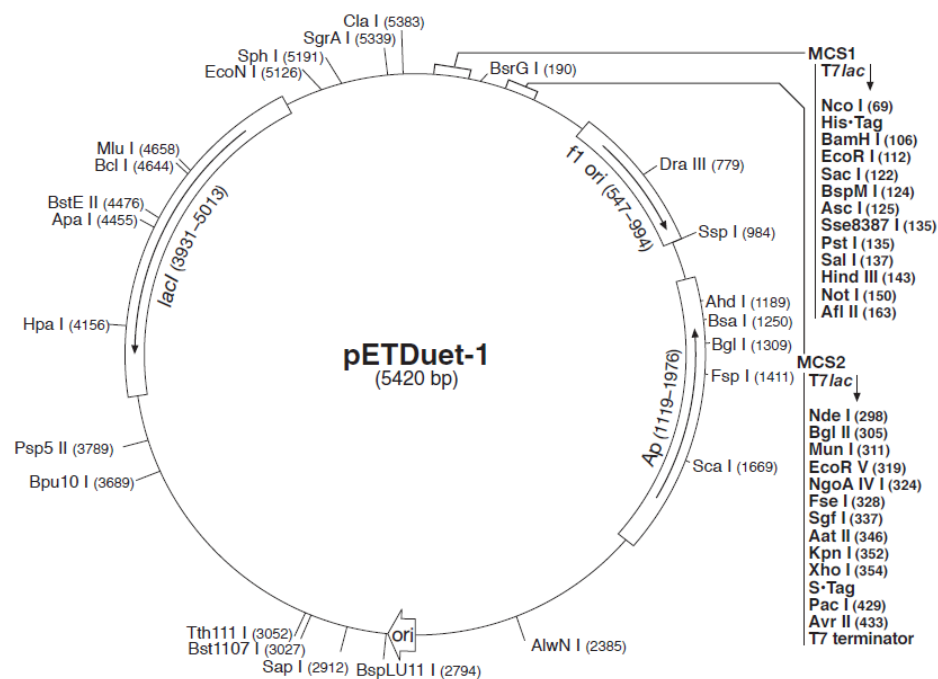 Cla I (5383)
SgrA I (5339)
Sph I (5191)
EcoN I (5126)
Mlu I (4658)
Bcl I (4644)
BstE II (4476)
Apa I (4455)
lacI (3931–5013)
Hpa I (4156)
Psp5 II (3789)
Bpu10 I (3689)
Tth111 I (3052)
Bst1107 I (3027)
Sap I (2912)
BspLU11 I (2794)
ori
AlwN I (2385)
BsrG I (190)
f1 ori (547–994)
Dra III (779)
Ssp I (984)
Ahd I (1189)
Bsa I (1250)
Bgl I (1309)
Fsp I (1411)
Ap (1119–1976)
Sca I (1669)
pETDuet-1
(5420 bp)
MCS1
T7lac
Nco I (69)
His•Tag
BamH I (106)
EcoR I (112)
Sac I (122)
BspM I (124)
Asc I (125)
Sse8387 I (135)
Pst I (135)
Sal I (137)
Hind III (143)
Not I (150)
Afl II (163)
MCS2
T7lac
Nde I (298)
Bgl II (305)
Mun I (311)
EcoR V (319)
NgoA IV I (324)
Fse I (328)
Sgf I (337)
Aat II (346)
Kpn I (352)
Xho I (354)
S•Tag
Pac I (429)
Avr II (433)
T7 terminator